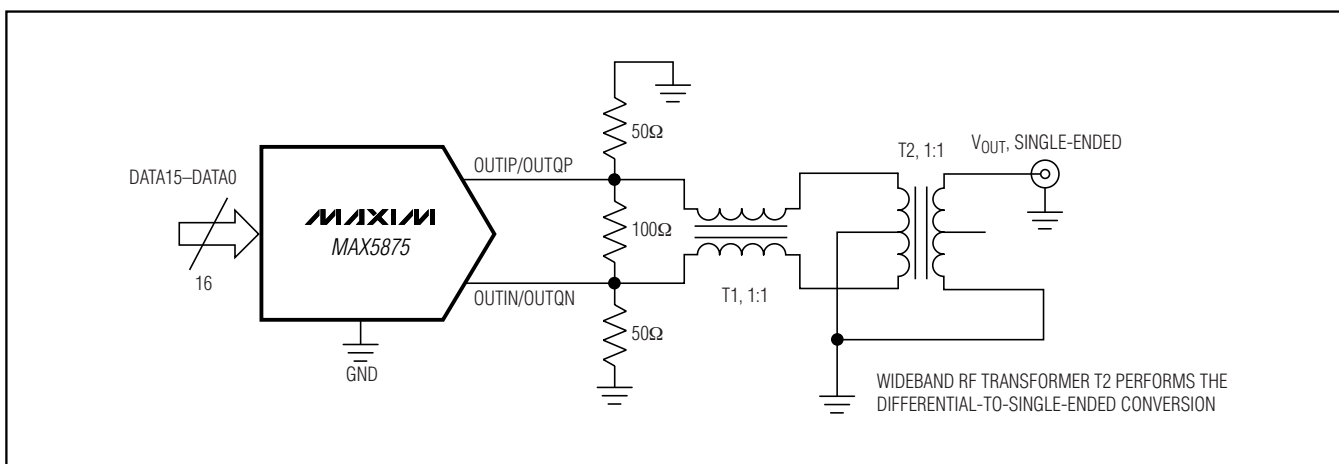 50Ω
T2, 1:1
VOUT, SINGLE-ENDED
OUTIP/OUTQP
DATA15–DATA0
MAXIM
MAX5875
100Ω
16
OUTIN/OUTQN
T1, 1:1
50Ω
GND
WIDEBAND RF TRANSFORMER T2 PERFORMS THE
DIFFERENTIAL-TO-SINGLE-ENDED CONVERSION